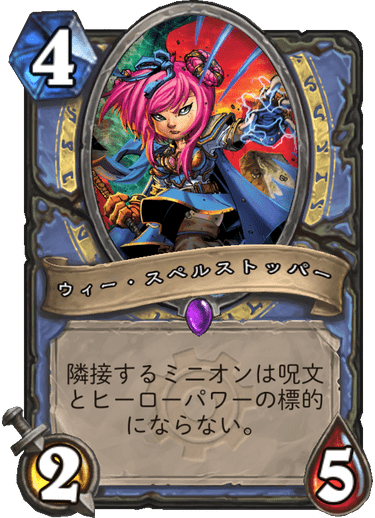 4
ウィー・スペルストッパー
隣接するミニオンは呪文
とヒーローパワーの標的
にならない。
2
5